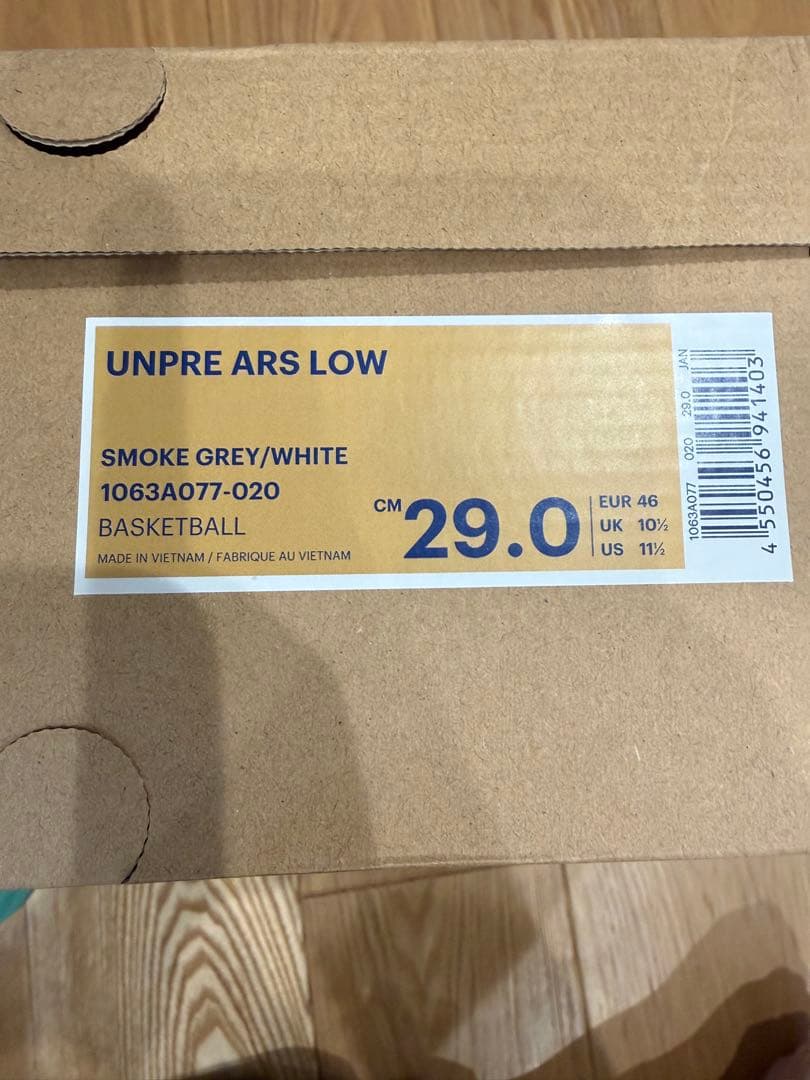 UNPRE ARS LOW
SMOKE GREY/WHITE
1063A077-020
BASKETBALL
MADE IN VIETNAM / FABRIQUE AU VIETNAM
CM 29.0
EUR 46
UK 10½
US 11½
1063A077 020 29.0 JAN
4 550456 941403